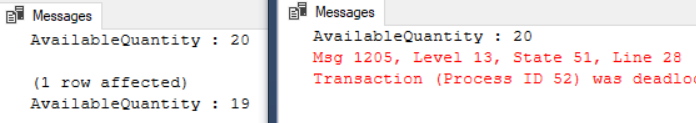 Messages
AvailableQuantity : 20
(1 row affected)
AvailableQuantity : 19
Messages
AvailableQuantity : 20
Msg 1205, Level 13, State 51, Line 28
Transaction (Process ID 52) was deadloc